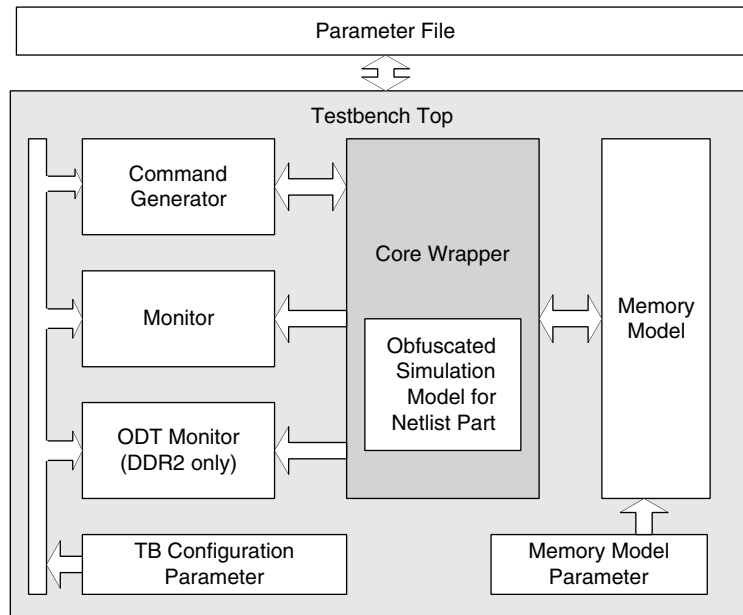 Parameter File
Testbench Top
Command
Generator
Core Wrapper
Monitor
Memory
Model
Obfuscated
Simulation
Model for
Netlist Part
ODT Monitor
(DDR2 only)
TB Configuration
Parameter
Memory Model
Parameter